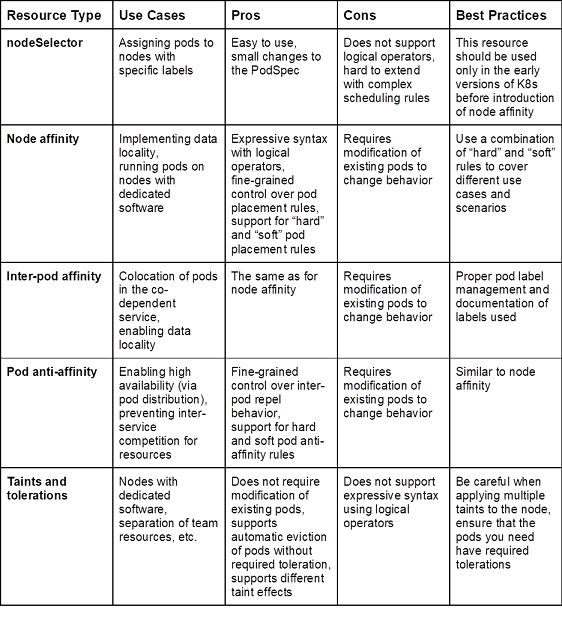 Resource Type
Use Cases
Pros
Cons
Best Practices
nodeSelector
Assigning pods to
nodes with
specific labels
Easy to use,
small changes to
the PodSpec
Does not support
logical operators,
hard to extend
with complex
scheduling rules
This resource
should be used
only in the early
versions of K8s
before introduction
of node affinity
Node affinity
Implementing data
locality,
running pods on
nodes with
dedicated
software
Expressive syntax
with logical
operators,
fine-grained
control over pod
placement rules,
support for “hard”
and “soft” pod
placement rules
Requires
modification of
existing pods to
change behavior
Use a combination
of “hard” and “soft”
rules to cover
different use
cases and
scenarios
Inter-pod affinity
Colocation of pods
in the co-
dependent
service,
enabling data
locality
The same as for
node affinity
Requires
modification of
existing pods to
change behavior
Proper pod label
management and
documentation of
labels used
Pod anti-affinity
Enabling high
availability (via
pod distribution),
preventing inter-
service
competition for
resources
Fine-grained
control over inter-
pod repel
behavior,
support for hard
and soft pod anti-
affinity rules
Requires
modification of
existing pods to
change behavior
Similar to node
affinity
Taints and
tolerations
Nodes with
dedicated
software,
separation of team
resources, etc.
Does not require
modification of
existing pods,
supports
automatic eviction
of pods without
required toleration,
supports different
taint effects
Does not support
expressive syntax
using logical
operators
Be careful when
applying multiple
taints to the node,
ensure that the
pods you need
have required
tolerations